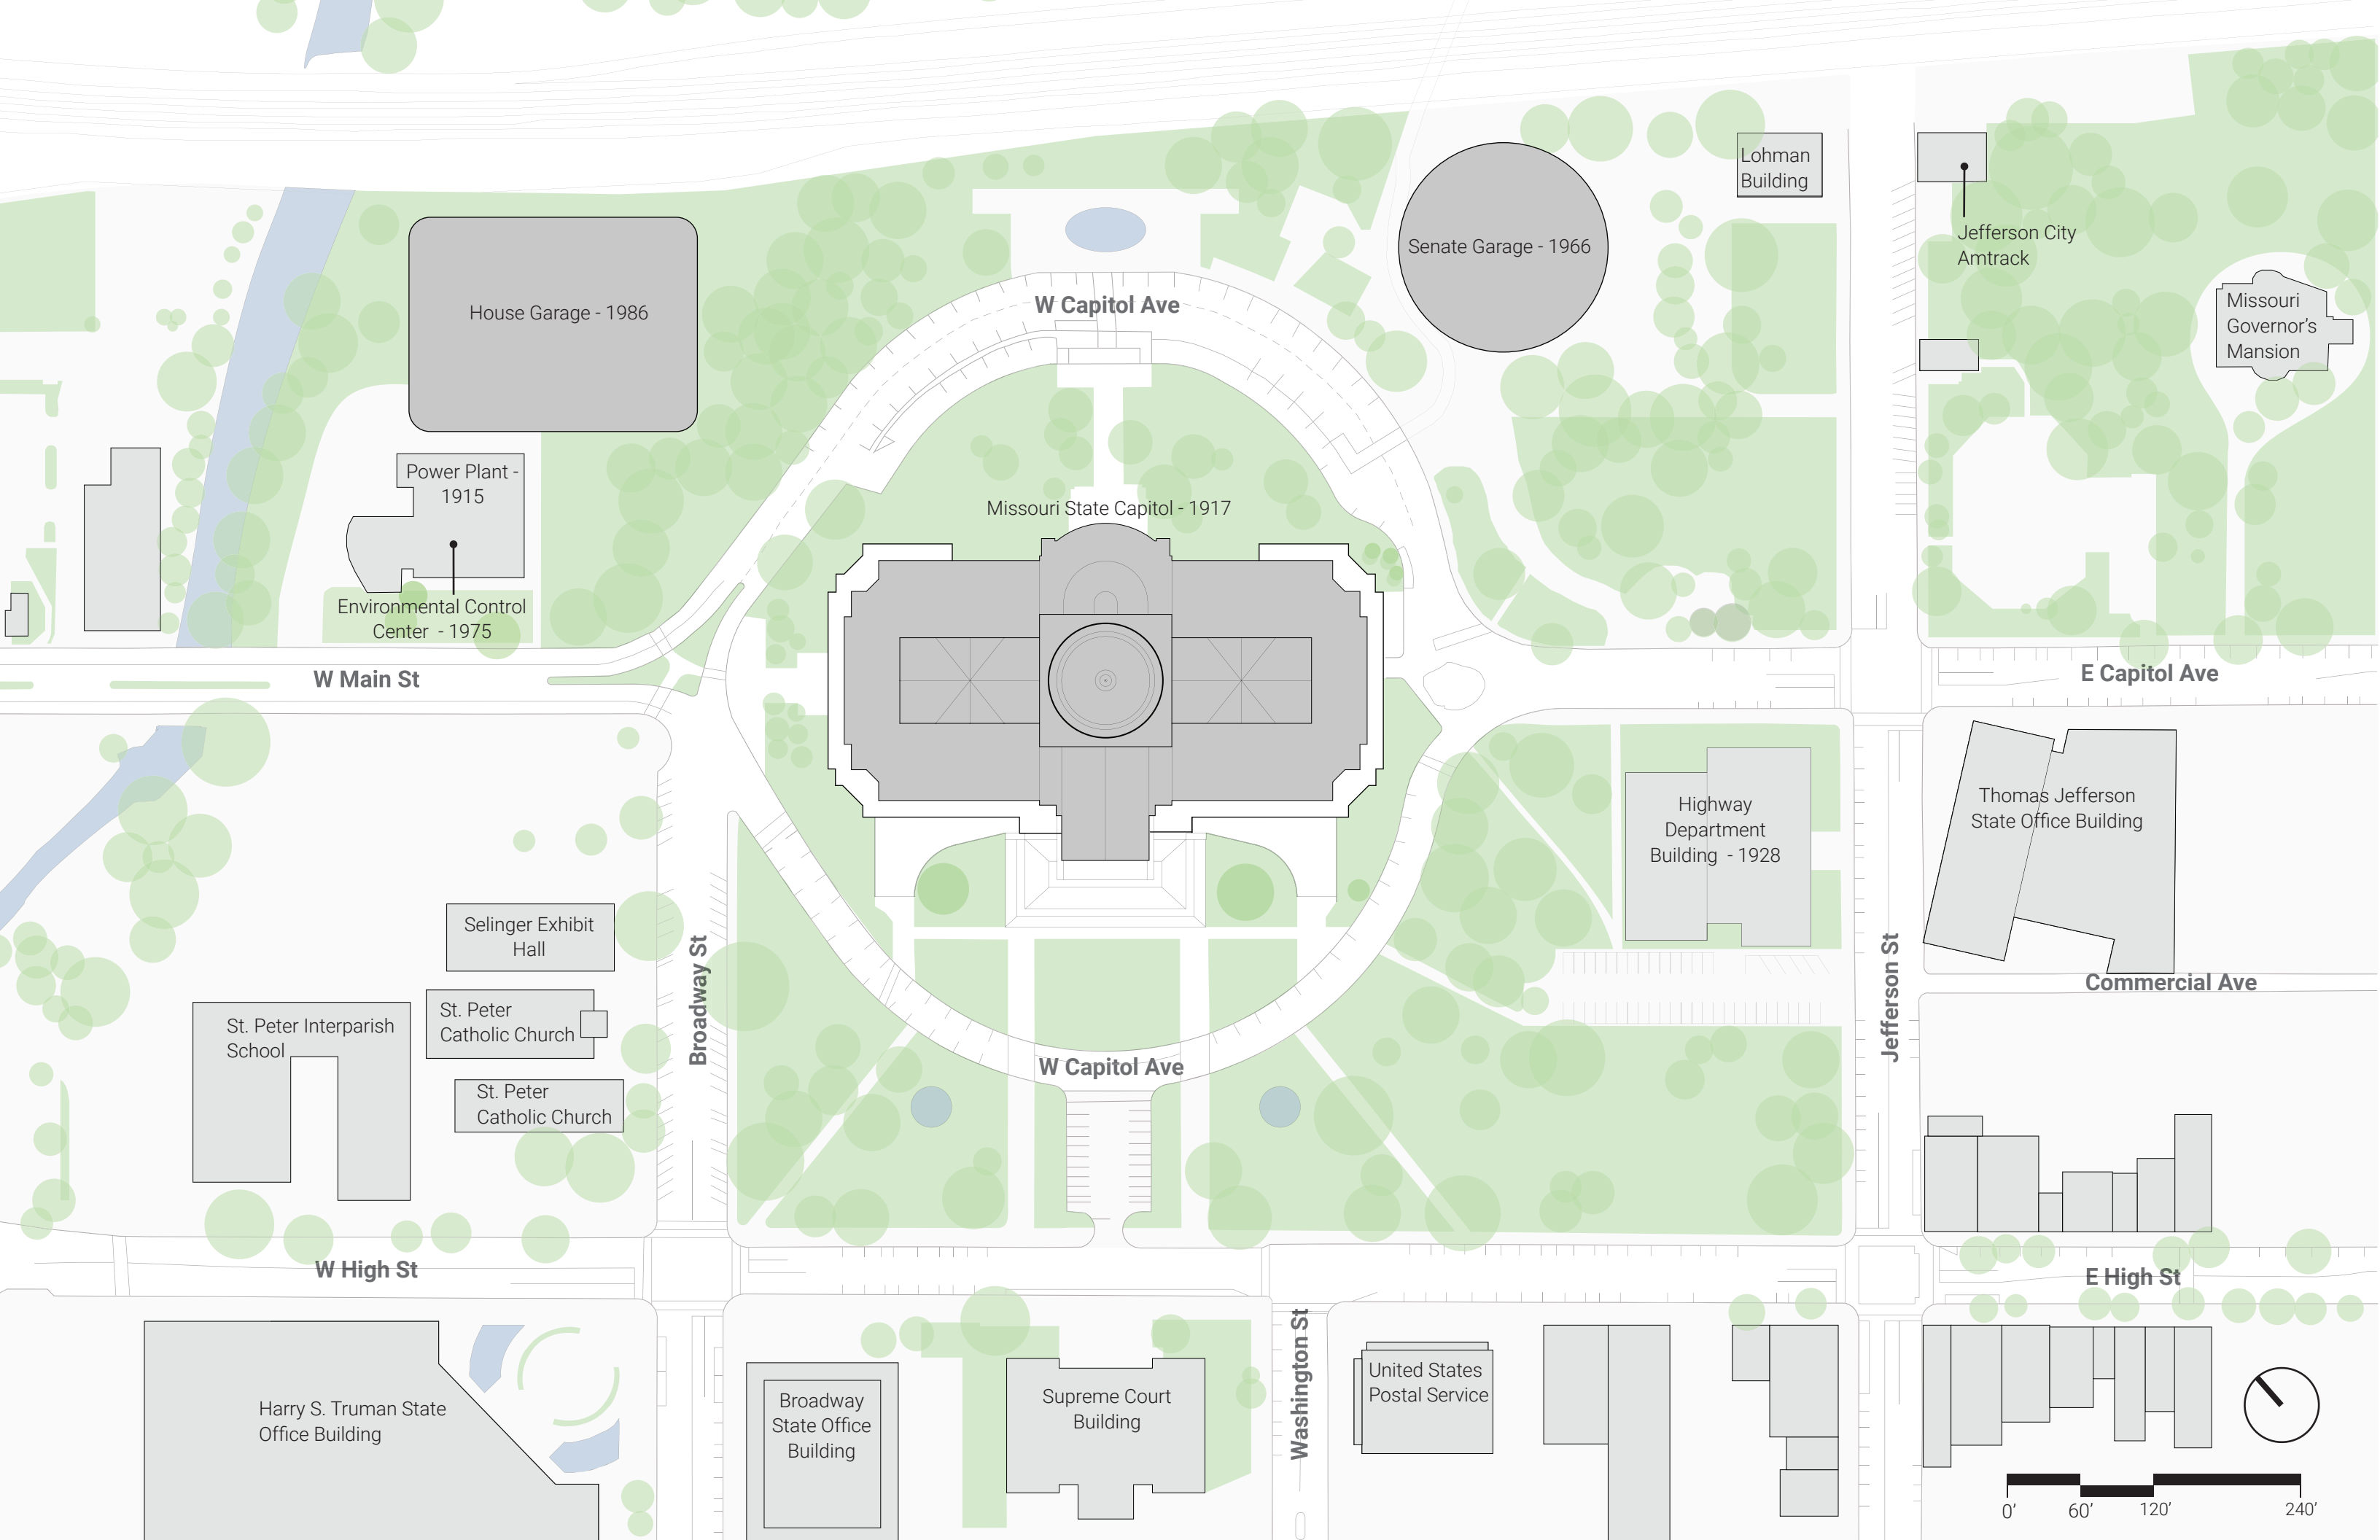 Lohman
Building
Jefferson City
Amtrack
Senate Garage - 1966
House Garage - 1986
W Capitol Ave
Missouri
Governor's
Mansion
Power Plant -
1915
Missouri State Capitol - 1917
Environmental Control
Center - 1975
W Main St
E Capitol Ave
Highway
Department
Building - 1928
Thomas Jefferson
State Office Building
Selinger Exhibit
Hall
Broadway St
Jefferson St
Commercial Ave
St. Peter Interparish
School
St. Peter
Catholic Church
W Capitol Ave
St. Peter
Catholic Church
W High St
E High St
Washington St
Harry S. Truman State
Office Building
Broadway
State Office
Building
Supreme Court
Building
United States
Postal Service
0' 60' 120' 240'